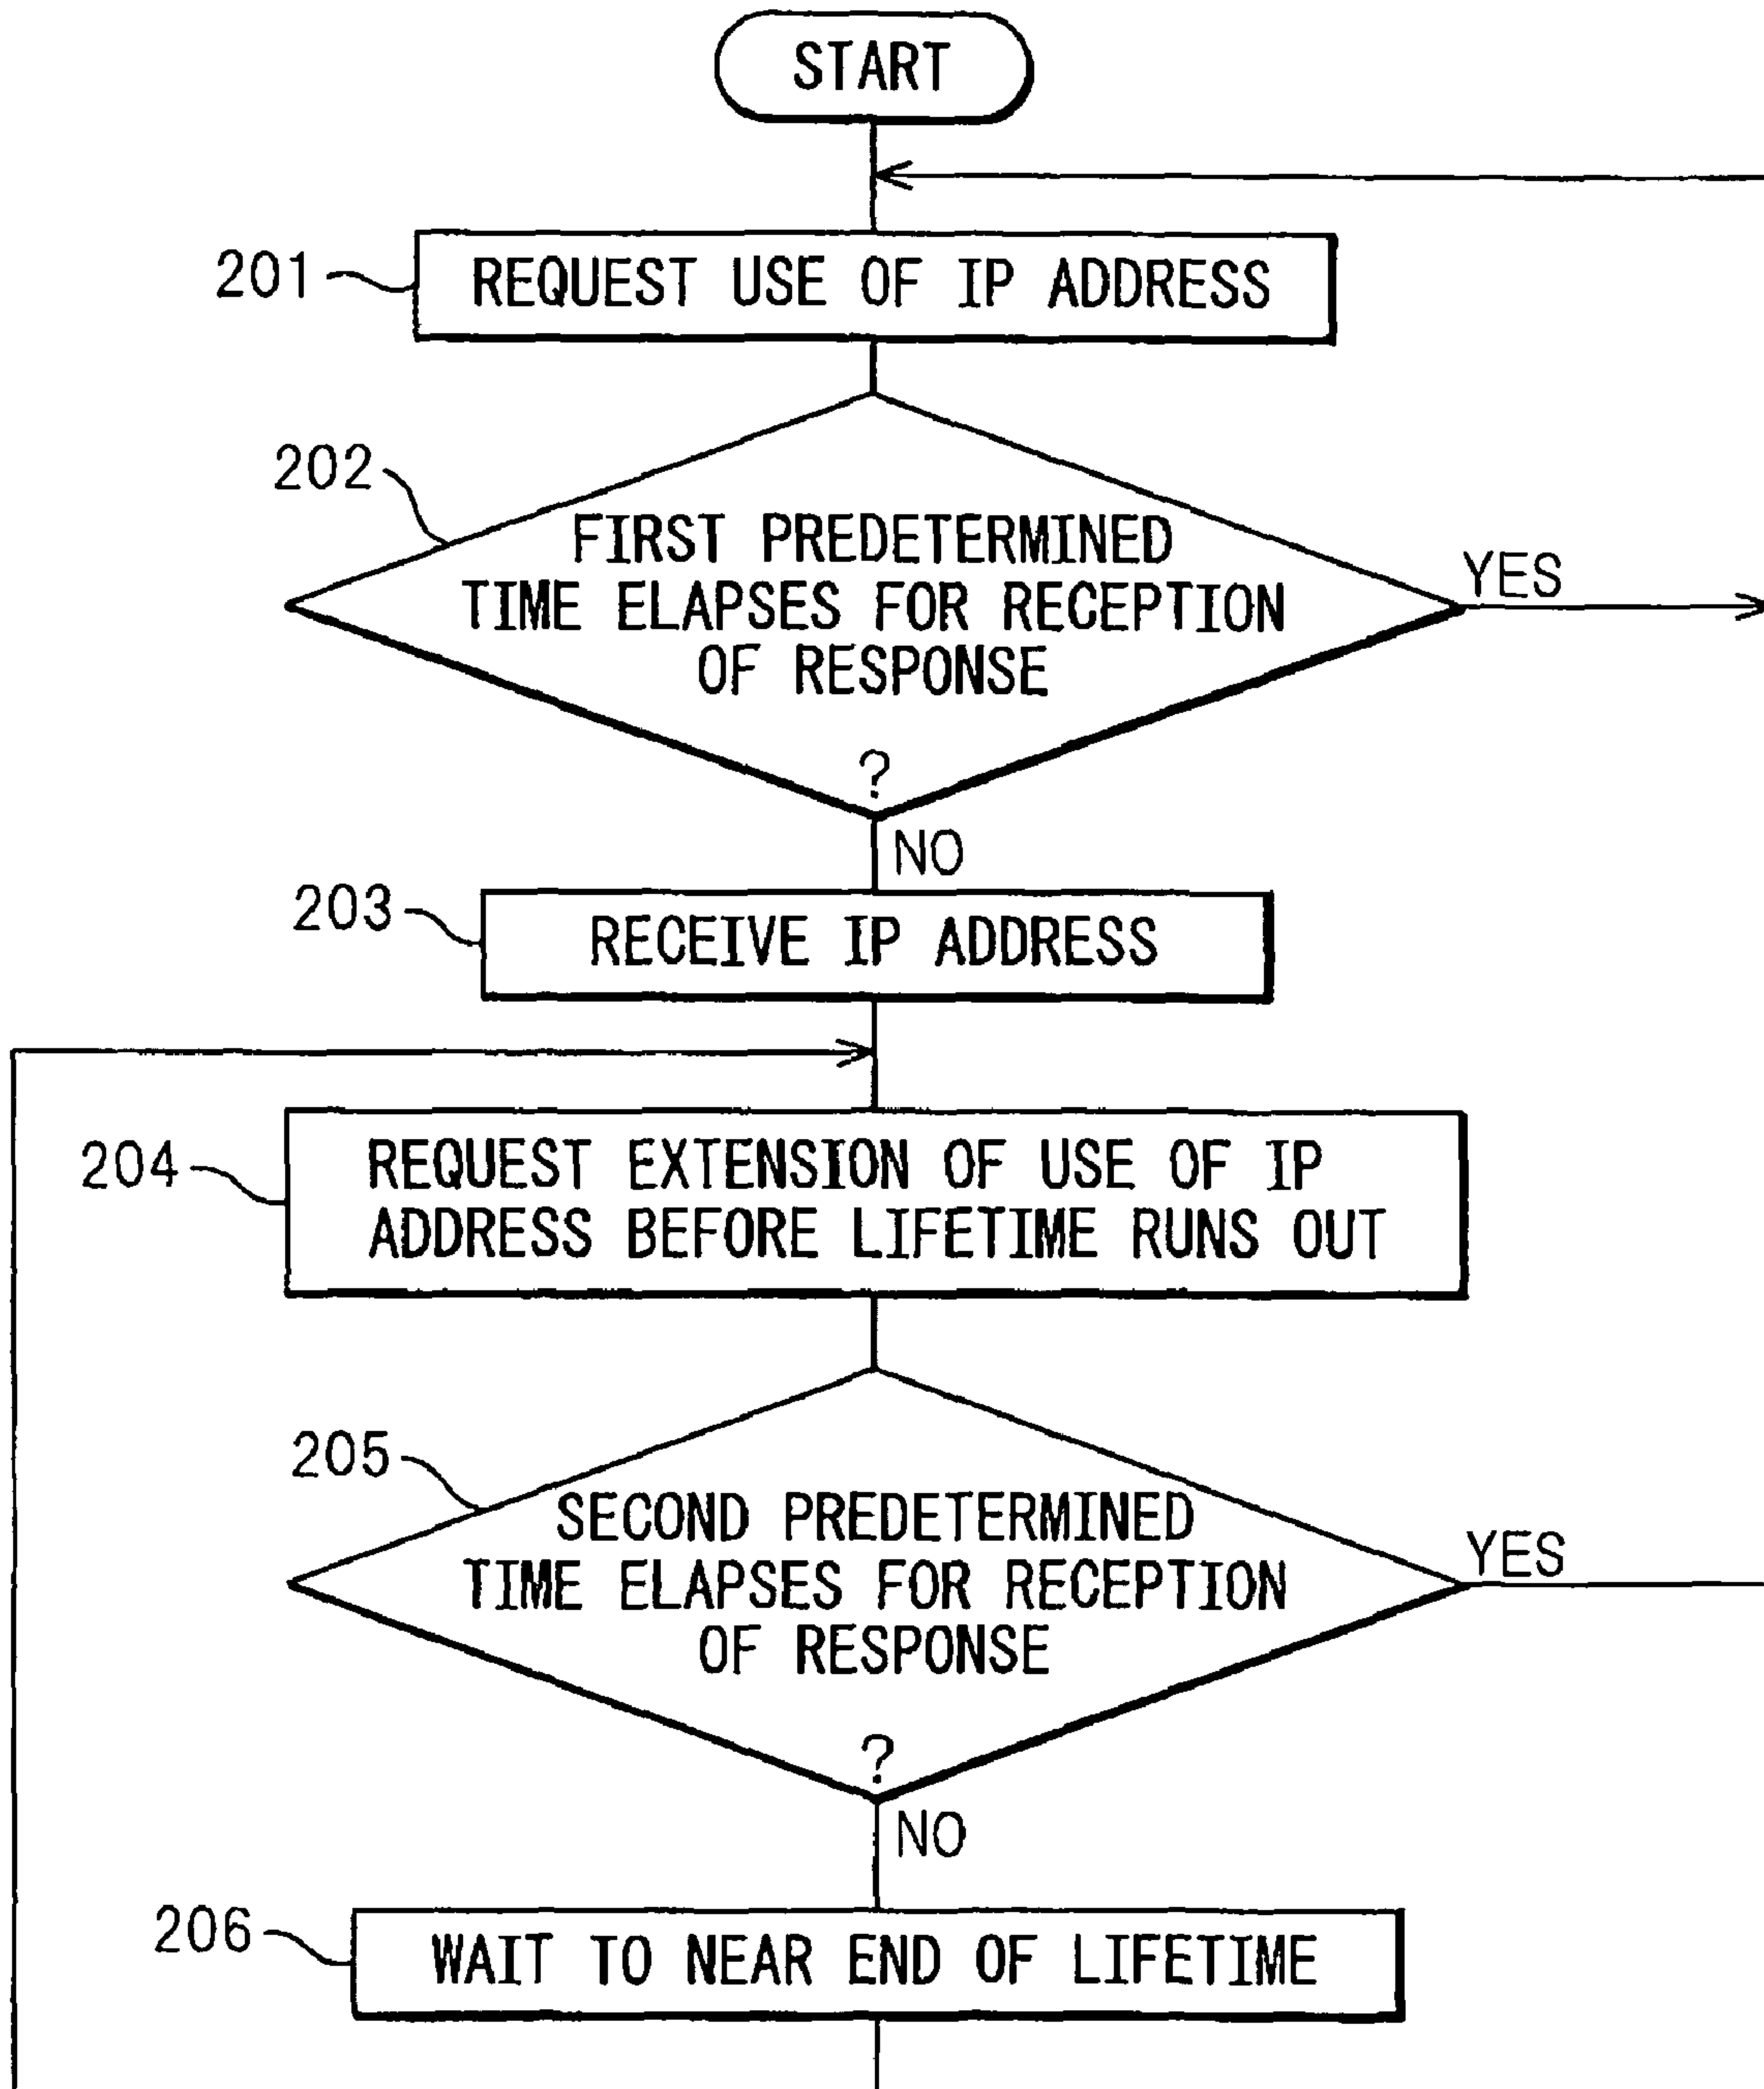 START
201
REQUEST USE OF IP ADDRESS
202
FIRST PREDETERMINED
TIME ELAPSES FOR RECEPTION
OF RESPONSE
?
YES
NO
203
RECEIVE IP ADDRESS
204
REQUEST EXTENSION OF USE OF IP
ADDRESS BEFORE LIFETIME RUNS OUT
205
SECOND PREDETERMINED
TIME ELAPSES FOR RECEPTION
OF RESPONSE
?
YES
NO
206
WAIT TO NEAR END OF LIFETIME